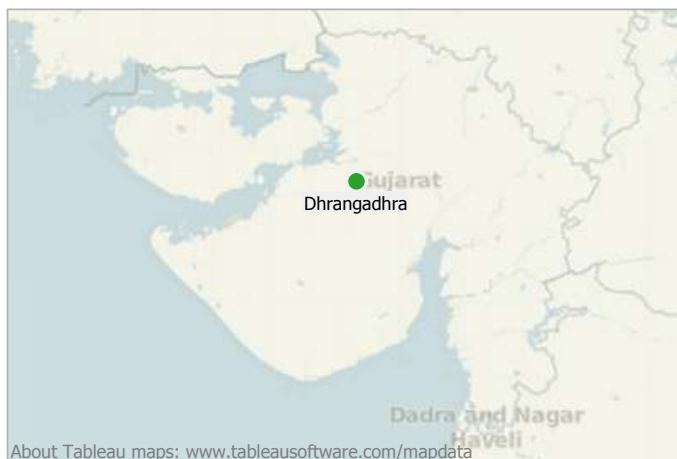 Gujarat
Dhrangadhra
Dadra and Nagar
Haveli
About Tableau maps: www.tableausoftware.com/mapdata